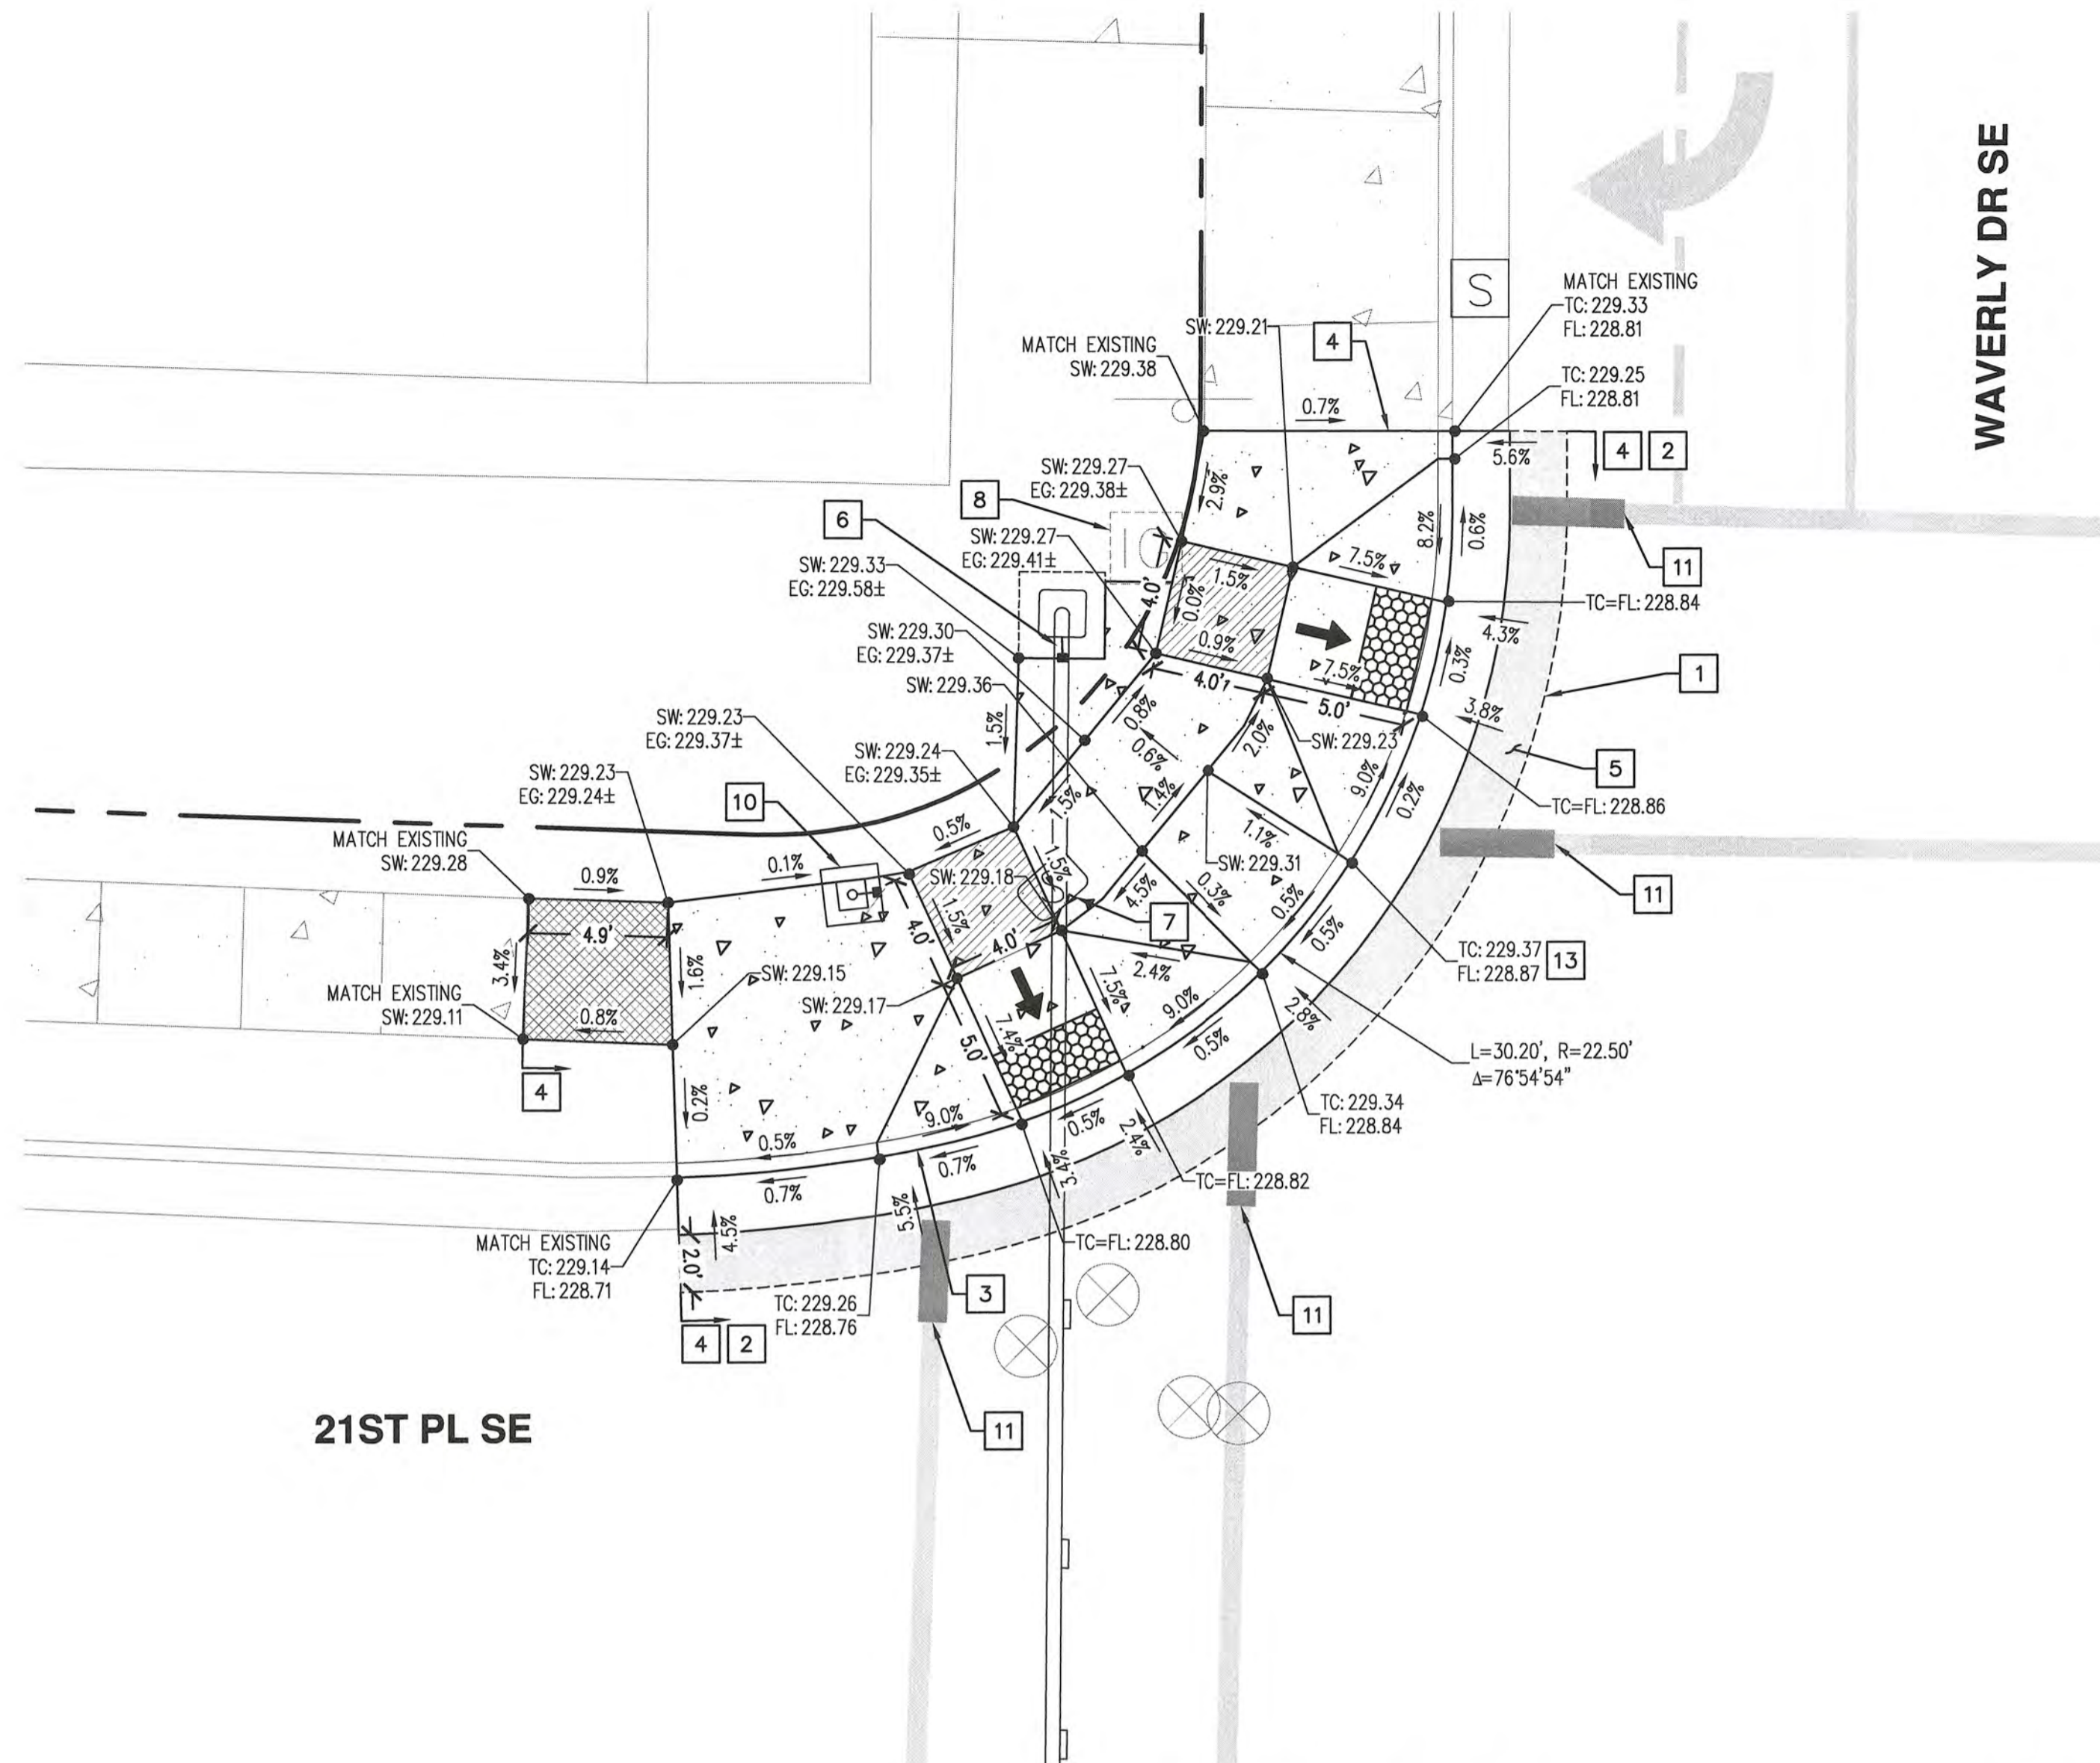 WAVERLY DR SE
S
MATCH EXISTING
TC: 229.33
FL: 228.81
TC: 229.25
FL: 228.81
SW: 229.21
4
MATCH EXISTING
SW: 229.38
0.7%
5.6%
4
2
SW: 229.27
EG: 229.38±
2.9%
8
IG
6
SW: 229.27
EG: 229.41±
8.2%
0.6%
11
SW: 229.33
EG: 229.58±
7.5%
1.5%
4.0'
0.0%
TC=FL: 228.84
SW: 229.30
EG: 229.37±
0.9%
4.3%
0.3%
1
7.5%
SW: 229.36
4.0'
5.0'
3.8%
SW: 229.23
EG: 229.37±
1.5%
0.8%
0.6%
2.0%
SW: 229.23
SW: 229.24
EG: 229.35±
5
SW: 229.23
EG: 229.24±
10
1.4%
9.0%
0.2%
TC=FL: 228.86
1.5%
MATCH EXISTING
SW: 229.28
0.5%
1.1%
0.9%
0.1%
SW: 229.18
1.5%
SW: 229.31
11
4.5%
0.3%
0.5%
0.5%
7
4.9'
1.5%
4.0'
4.0'
TC: 229.37
FL: 228.87
13
3.4%
1.6%
SW: 229.15
2.4%
MATCH EXISTING
SW: 229.11
SW: 229.17
7.5%
9.0%
2.8%
0.8%
7.4%
5.0'
0.5%
L=30.20', R=22.50'
Δ=76°54'54"
4
0.2%
9.0%
0.5%
2.4%
TC: 229.34
FL: 228.84
0.5%
0.7%
0.7%
3.4%
TC=FL: 228.82
5.5%
4.5%
MATCH EXISTING
TC: 229.14
FL: 228.71
2.0'
TC=FL: 228.80
3
TC: 229.26
FL: 228.76
11
4
2
21ST PL SE
11